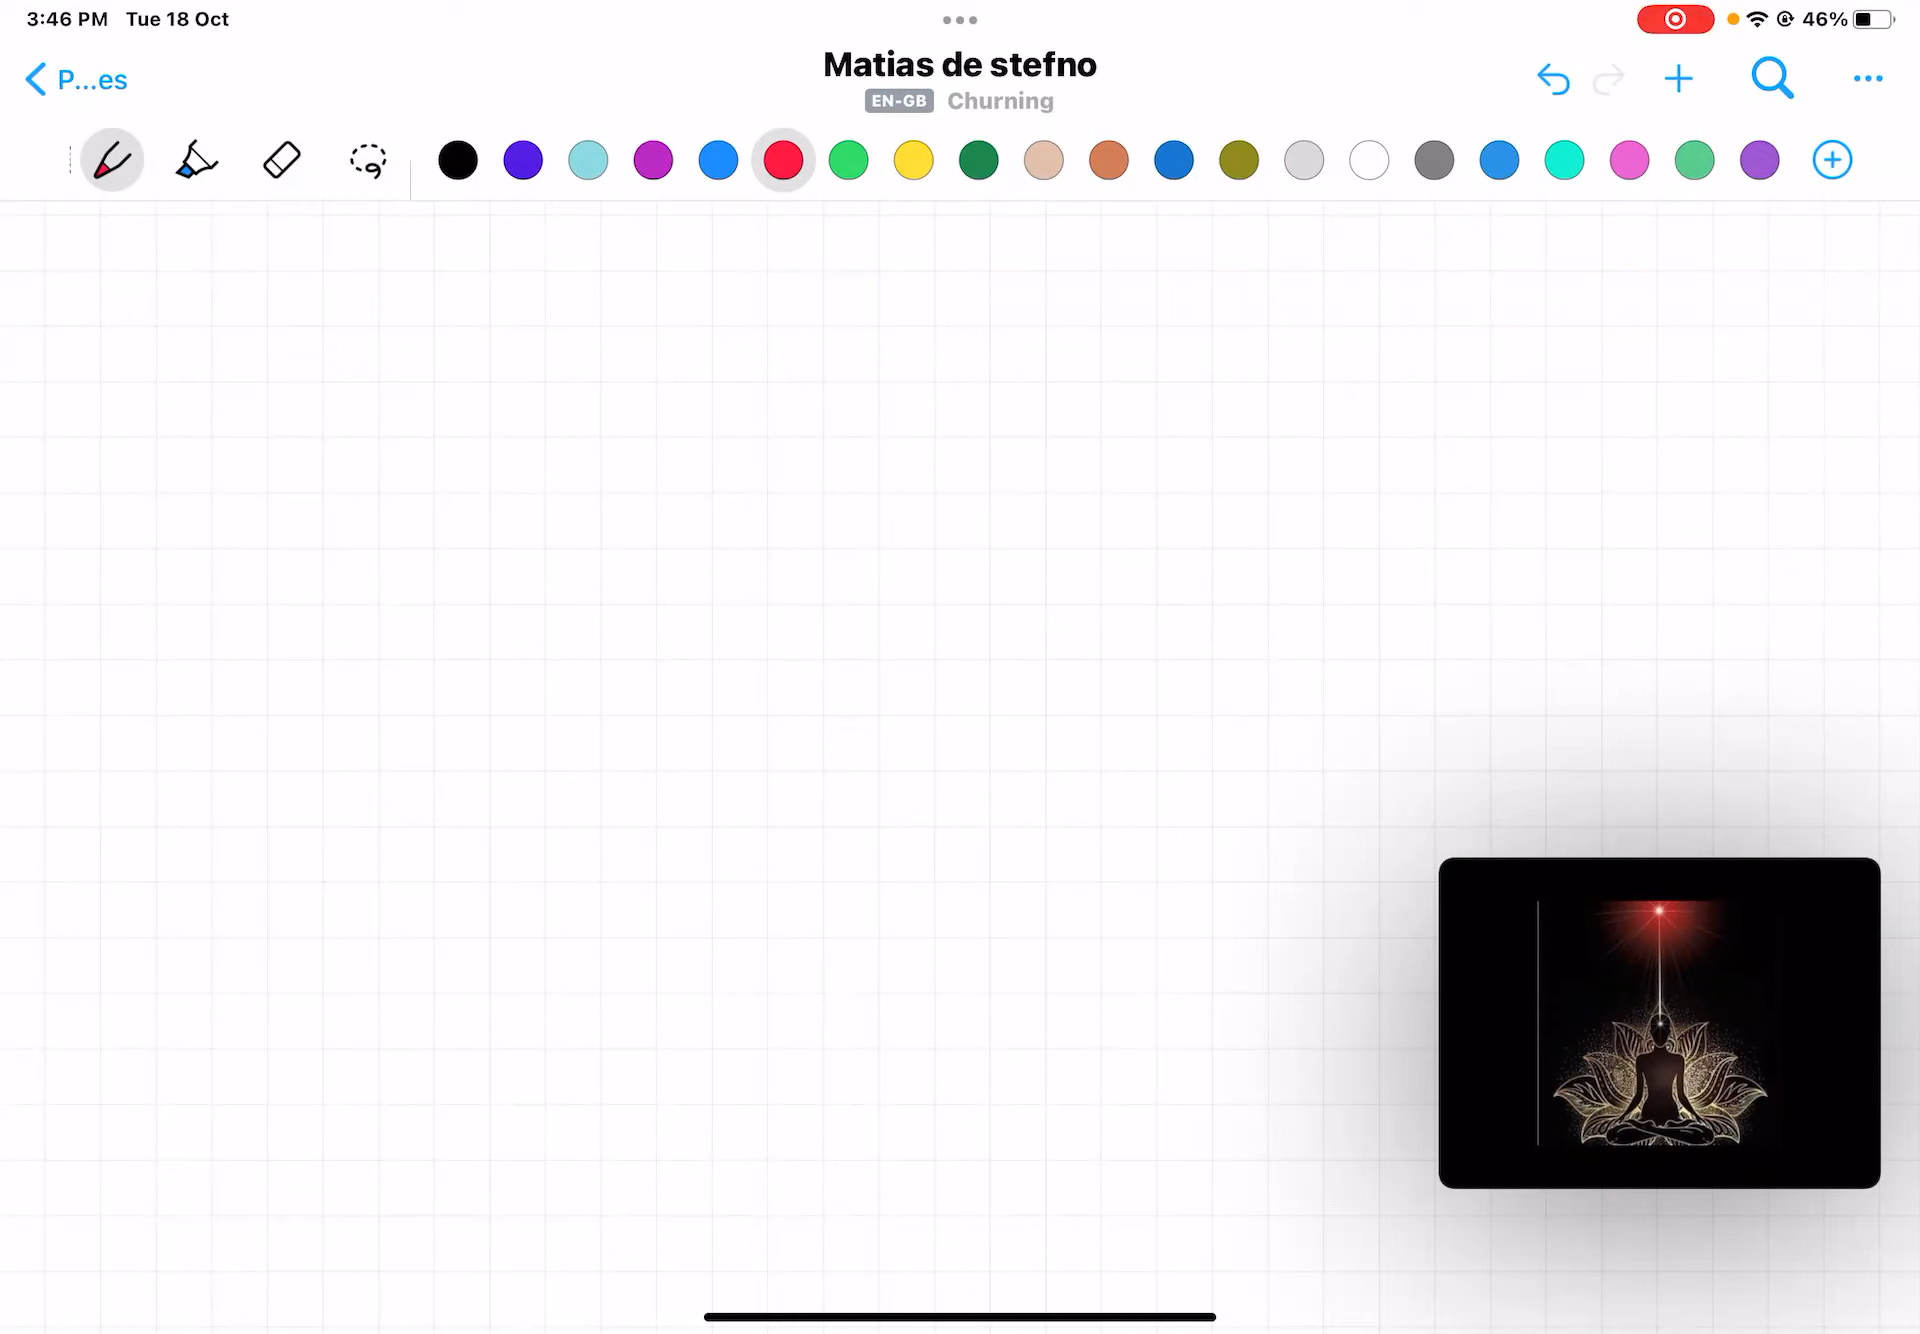 3:46 PM Tue 18 Oct
46%
P...es
Matias de stefno
EN-GB Churning